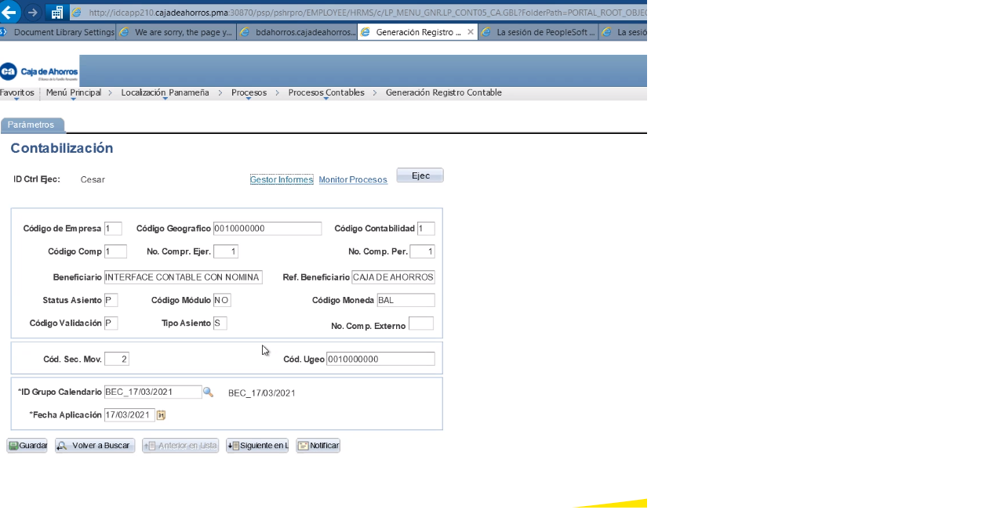 http://idcapp210.cajadeahorros.pma:30870/psp/pshrpro/EMPLOYEE/HRMS/c/LP_MENU_GNR.LP_CONT05_CA.GBL?FolderPath=PORTAL_ROOT_OBJEC
Document Library Settings We are sorry, the page y... bdahorros.cajadeahorros... Generación Registro ... La sesión de PeopleSoft ... La sesió
ca Caja de Ahorros
Favoritos Menú Principal > Localización Panameña > Procesos > Procesos Contables > Generación Registro Contable
Parámetros
Contabilización
ID Ctrl Ejec: Cesar Gestor Informes Monitor Procesos Ejec
Código de Empresa 1 Código Geografico 0010000000 Código Contabilidad 1
Código Comp 1 No. Compr. Ejer. 1 No. Comp. Per. 1
Beneficiario INTERFACE CONTABLE CON NOMINA Ref. Beneficiario CAJA DE AHORROS
Status Asiento P Código Módulo NO Código Moneda BAL
Código Validación P Tipo Asiento S No. Comp. Externo
Cód. Sec. Mov. 2 Cód. Ugeo 0010000000
*ID Grupo Calendario BEC_17/03/2021 BEC_17/03/2021
*Fecha Aplicación 17/03/2021
Guardar Volver a Buscar Anterior en Lista Siguiente en L Notificar